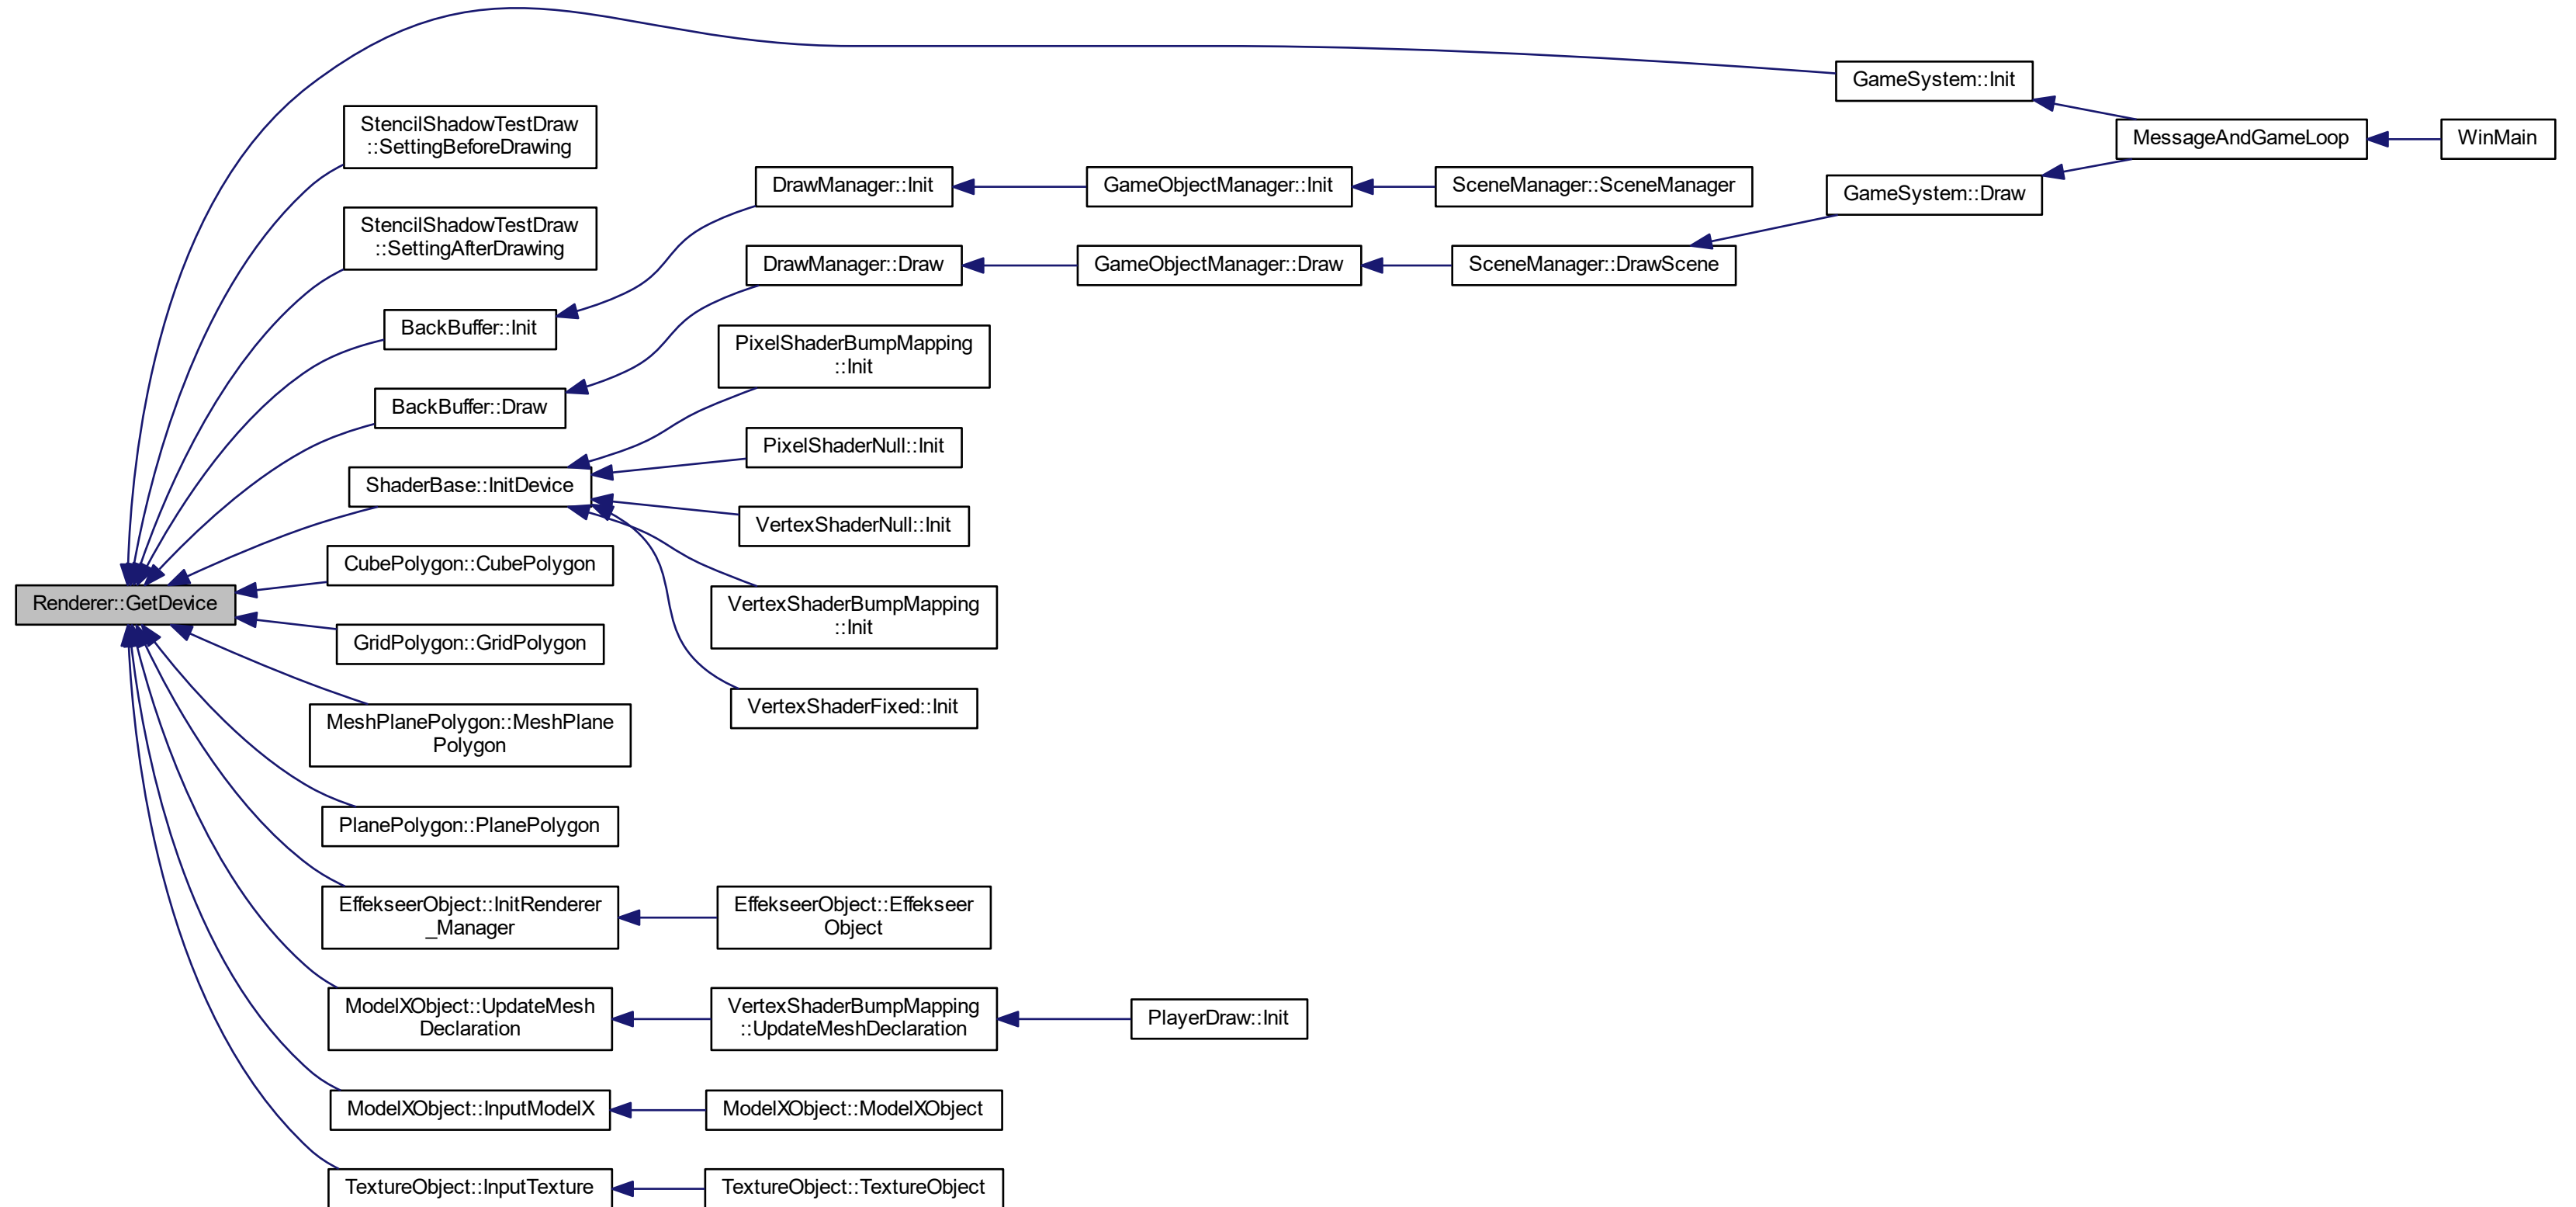 GameSystem::Init
StencilShadowTestDraw
::SettingBeforeDrawing
MessageAndGameLoop
WinMain
DrawManager::Init
GameObjectManager::Init
SceneManager::SceneManager
GameSystem::Draw
StencilShadowTestDraw
::SettingAfterDrawing
DrawManager::Draw
GameObjectManager::Draw
SceneManager::DrawScene
BackBuffer::Init
PixelShaderBumpMapping
::Init
BackBuffer::Draw
PixelShaderNull::Init
ShaderBase::InitDevice
VertexShaderNull::Init
CubePolygon::CubePolygon
Renderer::GetDevice
VertexShaderBumpMapping
::Init
GridPolygon::GridPolygon
VertexShaderFixed::Init
MeshPlanePolygon::MeshPlane
Polygon
PlanePolygon::PlanePolygon
EffekseerObject::InitRenderer
_Manager
EffekseerObject::Effekseer
Object
ModelXObject::UpdateMesh
Declaration
VertexShaderBumpMapping
::UpdateMeshDeclaration
PlayerDraw::Init
ModelXObject::InputModelX
ModelXObject::ModelXObject
TextureObject::InputTexture
TextureObject::TextureObject